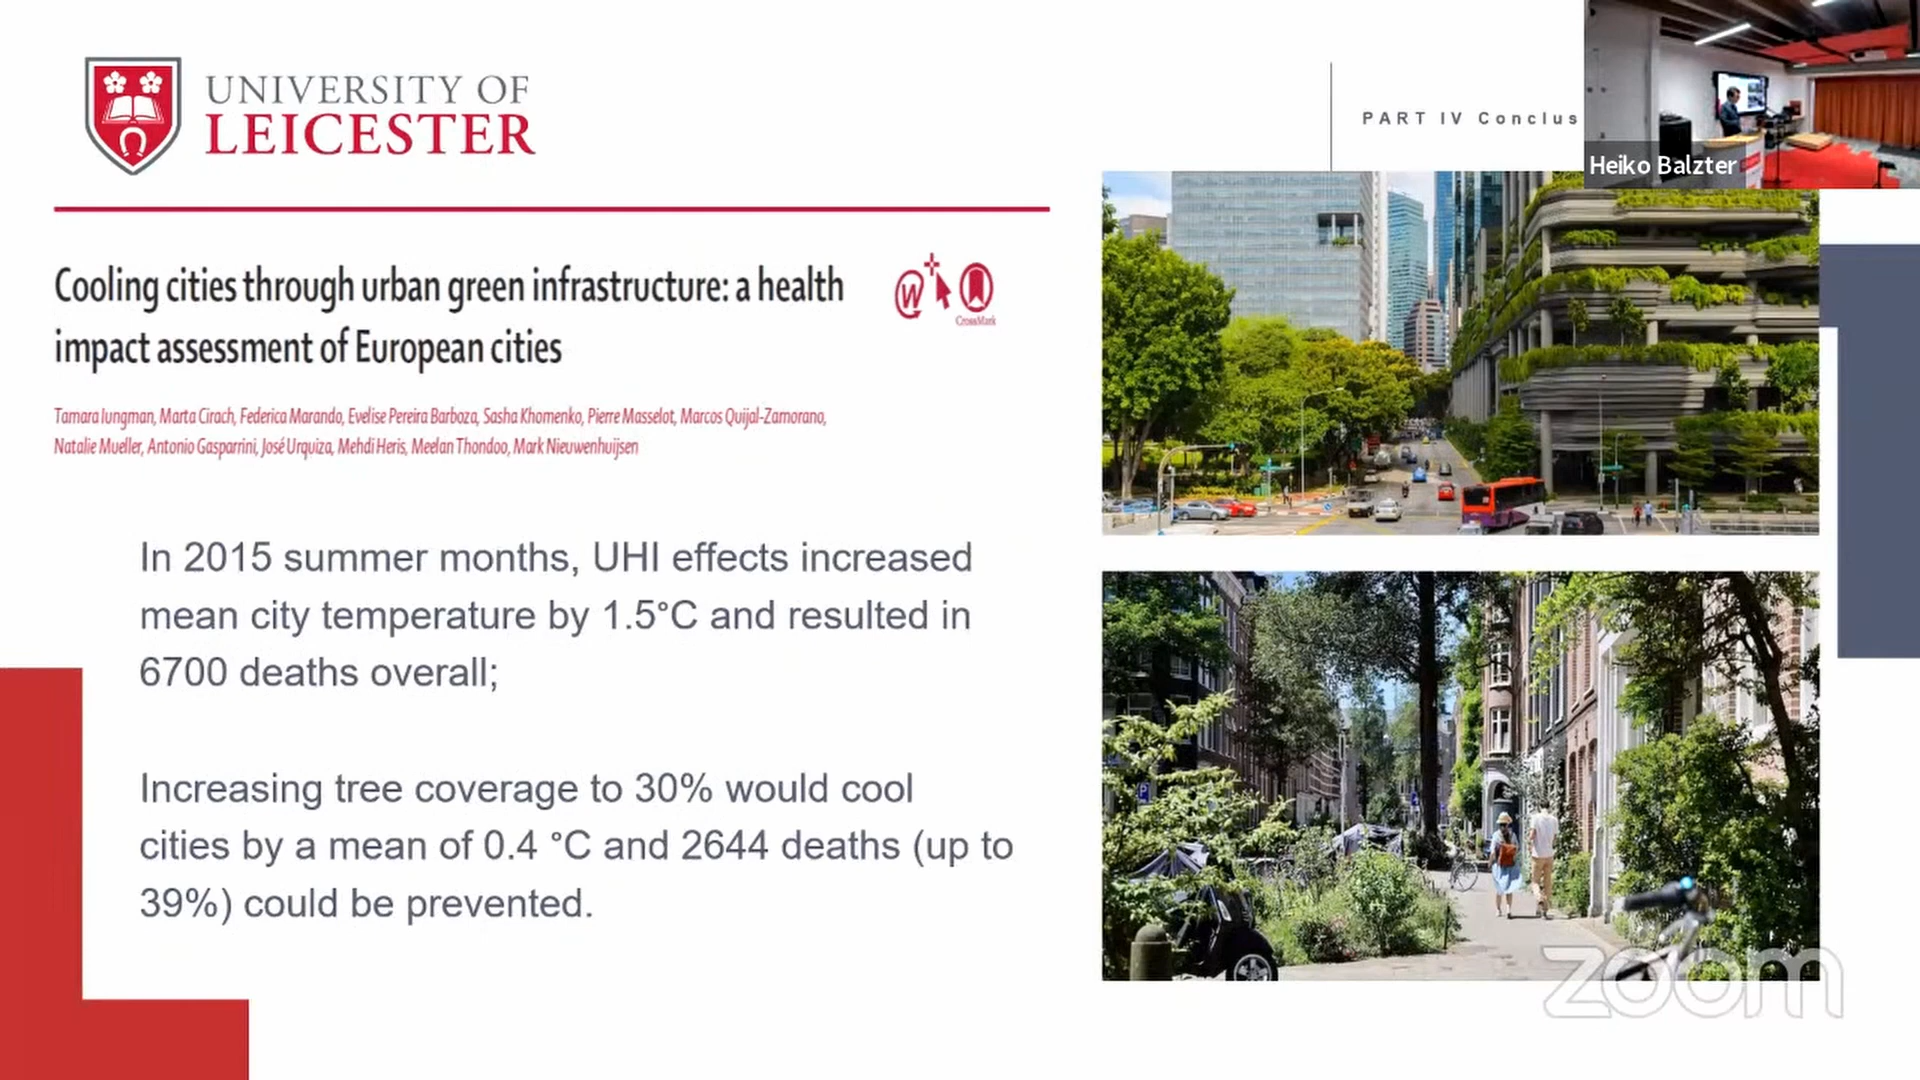 UNIVERSITY OF
LEICESTER
PART IV Conclus
Heiko Balzter
Cooling cities through urban green infrastructure: a health
impact assessment of European cities
W
CrossMark
Tamara Iungman, Marta Cirach, Federica Marando, Evelise Pereira Barboza, Sasha Khomenko, Pierre Masselot, Marcos Quijal-Zamorano,
Natalie Mueller, Antonio Gasparrini, José Urquiza, Mehdi Heris, Meelan Thondoo, Mark Nieuwenhuijsen
In 2015 summer months, UHI effects increased
mean city temperature by 1.5°C and resulted in
6700 deaths overall;
Increasing tree coverage to 30% would cool
cities by a mean of 0.4 °C and 2644 deaths (up to
39%) could be prevented.
P
zoom